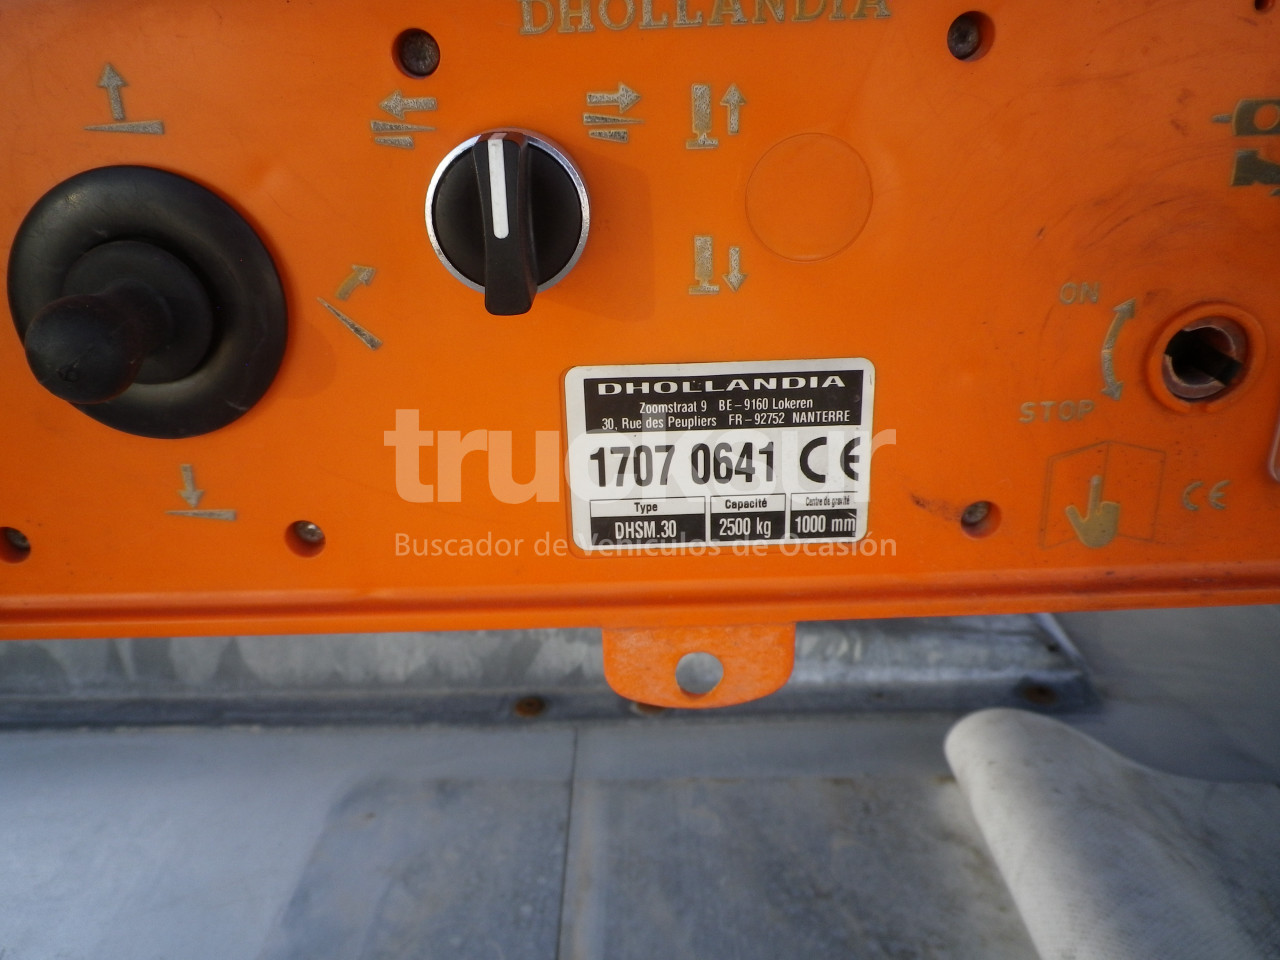 DHOLLANDIA
ON
STOP
CE
DHOLLANDIA
Zoomstraat 9 BE-9160 Lokeren
30, Rue des Peupliers FR-92752 NANTERRE
1707 0641 CE
Type Capacité Centre de gravité
DHSM.30 2500 kg 1000 mm
trucksur
Buscador de Vehículos de Ocasión